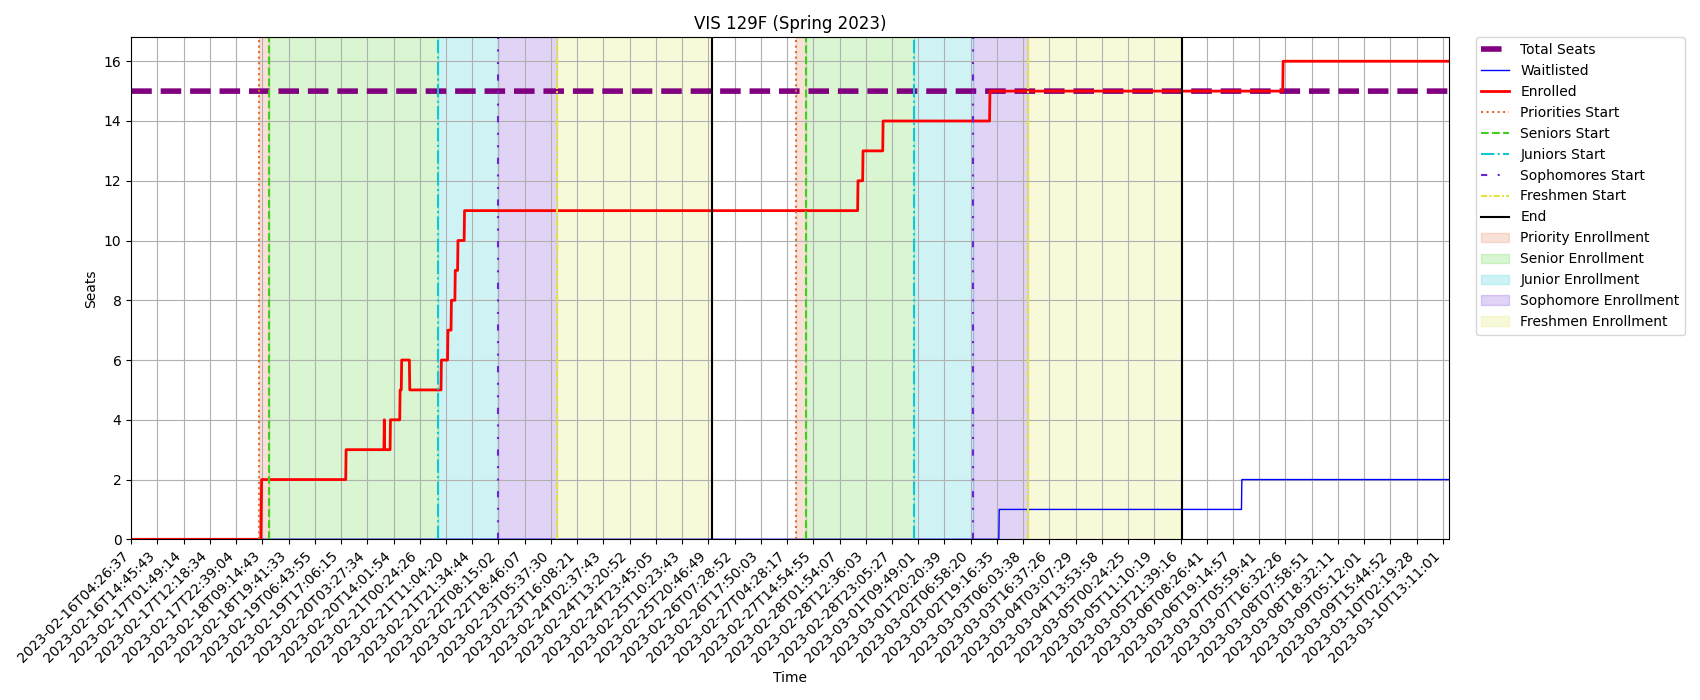 VIS 129F (Spring 2023)
Seats
16
14
12
10
8
6
4
2
0
2023-02-16T04:26:37
2023-02-16T14:45:43
2023-02-17T01:49:14
2023-02-17T12:18:34
2023-02-17T22:39:04
2023-02-18T09:14:43
2023-02-18T19:41:33
2023-02-19T06:43:55
2023-02-19T17:06:15
2023-02-20T03:27:34
2023-02-20T14:01:54
2023-02-21T00:24:26
2023-02-21T11:04:20
2023-02-21T21:34:44
2023-02-22T08:15:02
2023-02-22T18:46:07
2023-02-23T05:37:30
2023-02-23T16:08:21
2023-02-24T02:37:43
2023-02-24T13:20:52
2023-02-24T23:45:05
2023-02-25T10:23:43
2023-02-25T20:46:49
2023-02-26T07:28:52
2023-02-26T17:50:03
2023-02-27T04:28:17
2023-02-27T14:54:55
2023-02-28T01:54:07
2023-02-28T12:36:03
2023-02-28T23:05:27
2023-03-01T09:49:01
2023-03-01T20:20:39
2023-03-02T06:58:20
2023-03-02T19:16:35
2023-03-03T06:03:38
2023-03-03T16:37:26
2023-03-04T03:07:29
2023-03-04T13:53:58
2023-03-05T00:24:25
2023-03-05T11:10:19
2023-03-05T21:39:16
2023-03-06T08:26:41
2023-03-06T19:14:57
2023-03-07T05:59:41
2023-03-07T16:32:26
2023-03-08T07:58:51
2023-03-08T18:32:11
2023-03-09T05:12:01
2023-03-09T15:44:52
2023-03-10T02:19:28
2023-03-10T13:11:01
Time
Total Seats
Waitlisted
Enrolled
Priorities Start
Seniors Start
Juniors Start
Sophomores Start
Freshmen Start
End
Priority Enrollment
Senior Enrollment
Junior Enrollment
Sophomore Enrollment
Freshmen Enrollment